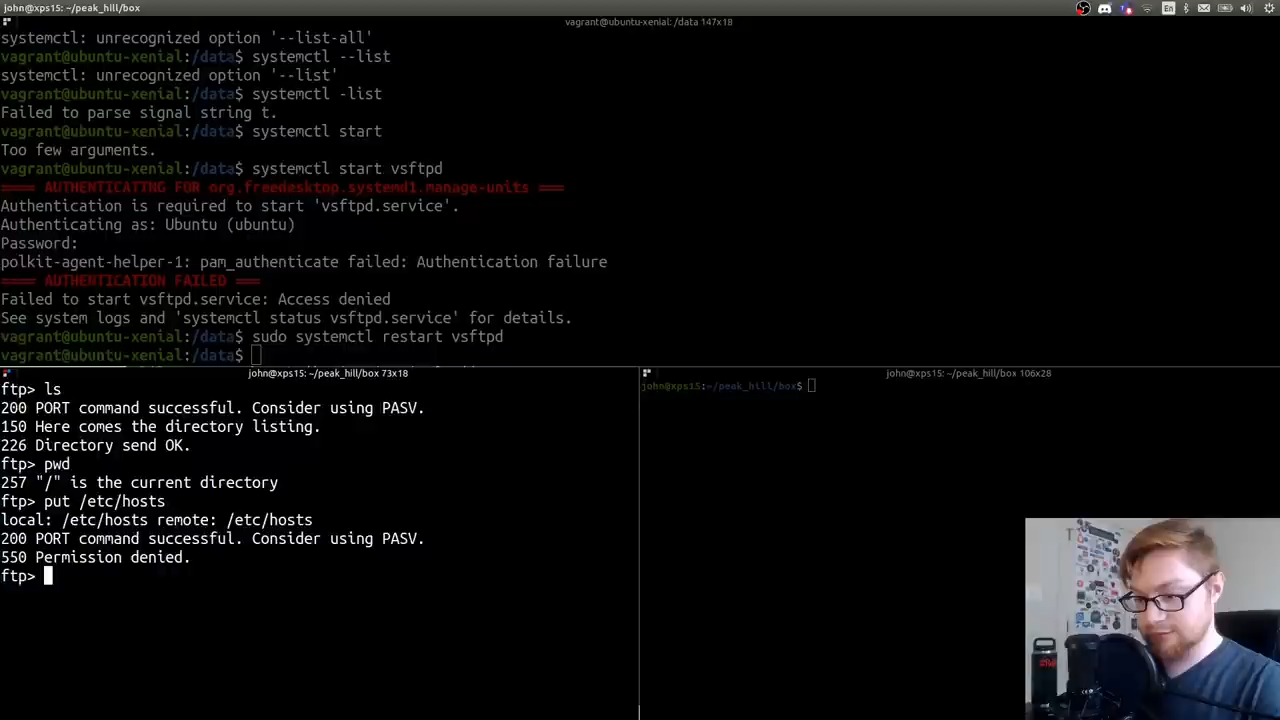 john@xps15: ~/peak_hill/box
En
vagrant@ubuntu-xenial: /data 147x18
systemctl: unrecognized option '--list-all'
vagrant@ubuntu-xenial:/data$ systemctl --list
systemctl: unrecognized option '--list'
vagrant@ubuntu-xenial:/data$ systemctl -list
Failed to parse signal string t.
vagrant@ubuntu-xenial:/data$ systemctl start
Too few arguments.
vagrant@ubuntu-xenial:/data$ systemctl start vsftpd
==== AUTHENTICATING FOR org.freedesktop.systemd1.manage-units ===
Authentication is required to start 'vsftpd.service'.
Authenticating as: Ubuntu (ubuntu)
Password:
polkit-agent-helper-1: pam_authenticate failed: Authentication failure
==== AUTHENTICATION FAILED ===
Failed to start vsftpd.service: Access denied
See system logs and 'systemctl status vsftpd.service' for details.
vagrant@ubuntu-xenial:/data$ sudo systemctl restart vsftpd
vagrant@ubuntu-xenial:/data$
john@xps15: ~/peak_hill/box 73x18
ftp> ls
200 PORT command successful. Consider using PASV.
150 Here comes the directory listing.
226 Directory send OK.
ftp> pwd
257 "/" is the current directory
ftp> put /etc/hosts
local: /etc/hosts remote: /etc/hosts
200 PORT command successful. Consider using PASV.
550 Permission denied.
ftp>
john@xps15: ~/peak_hill/box 106x28
john@xps15:~/peak_hill/box$